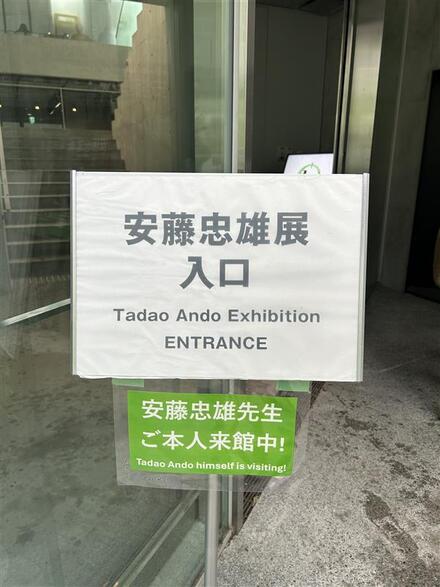 安藤忠雄展
入口
Tadao Ando Exhibition
ENTRANCE
安藤忠雄先生
ご本人来館中!
Tadao Ando himself is visiting!